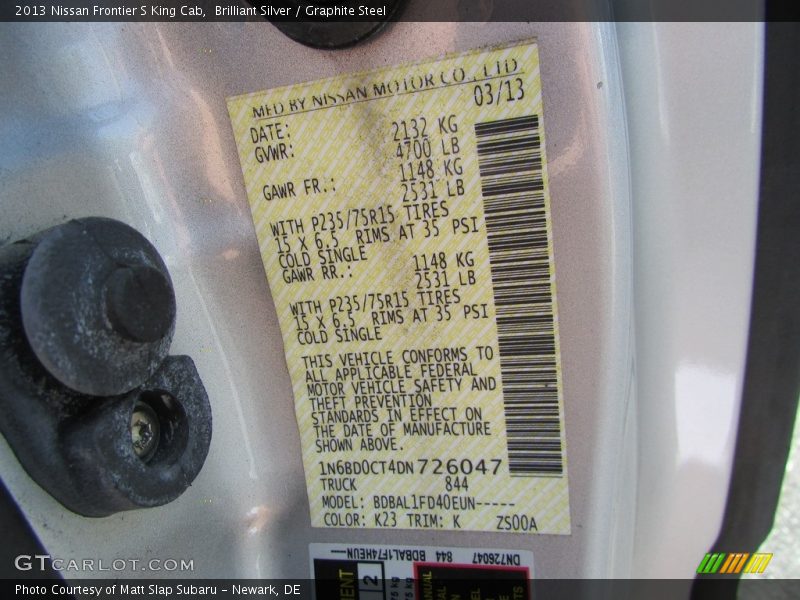 2013 Nissan Frontier S King Cab, Brilliant Silver / Graphite Steel
MFD BY NISSAN MOTOR CO., LTD
DATE: 03/13
GVWR: 2132 KG
4700 LB
GAWR FR.: 1148 KG
2531 LB
WITH P235/75R15 TIRES
15 X 6.5 RIMS AT 35 PSI
COLD SINGLE
GAWR RR.: 1148 KG
2531 LB
WITH P235/75R15 TIRES
15 X 6.5 RIMS AT 35 PSI
COLD SINGLE
THIS VEHICLE CONFORMS TO
ALL APPLICABLE FEDERAL
MOTOR VEHICLE SAFETY AND
THEFT PREVENTION
STANDARDS IN EFFECT ON
THE DATE OF MANUFACTURE
SHOWN ABOVE.
1N6BD0CT4DN726047
TRUCK 844
MODEL: BDBAL1FD40EUN-----
COLOR: K23 TRIM: K ZS00A
DN726047 844 BDBAL1F74HEUN---
2
GTCARLOT.COM
Photo Courtesy of Matt Slap Subaru - Newark, DE